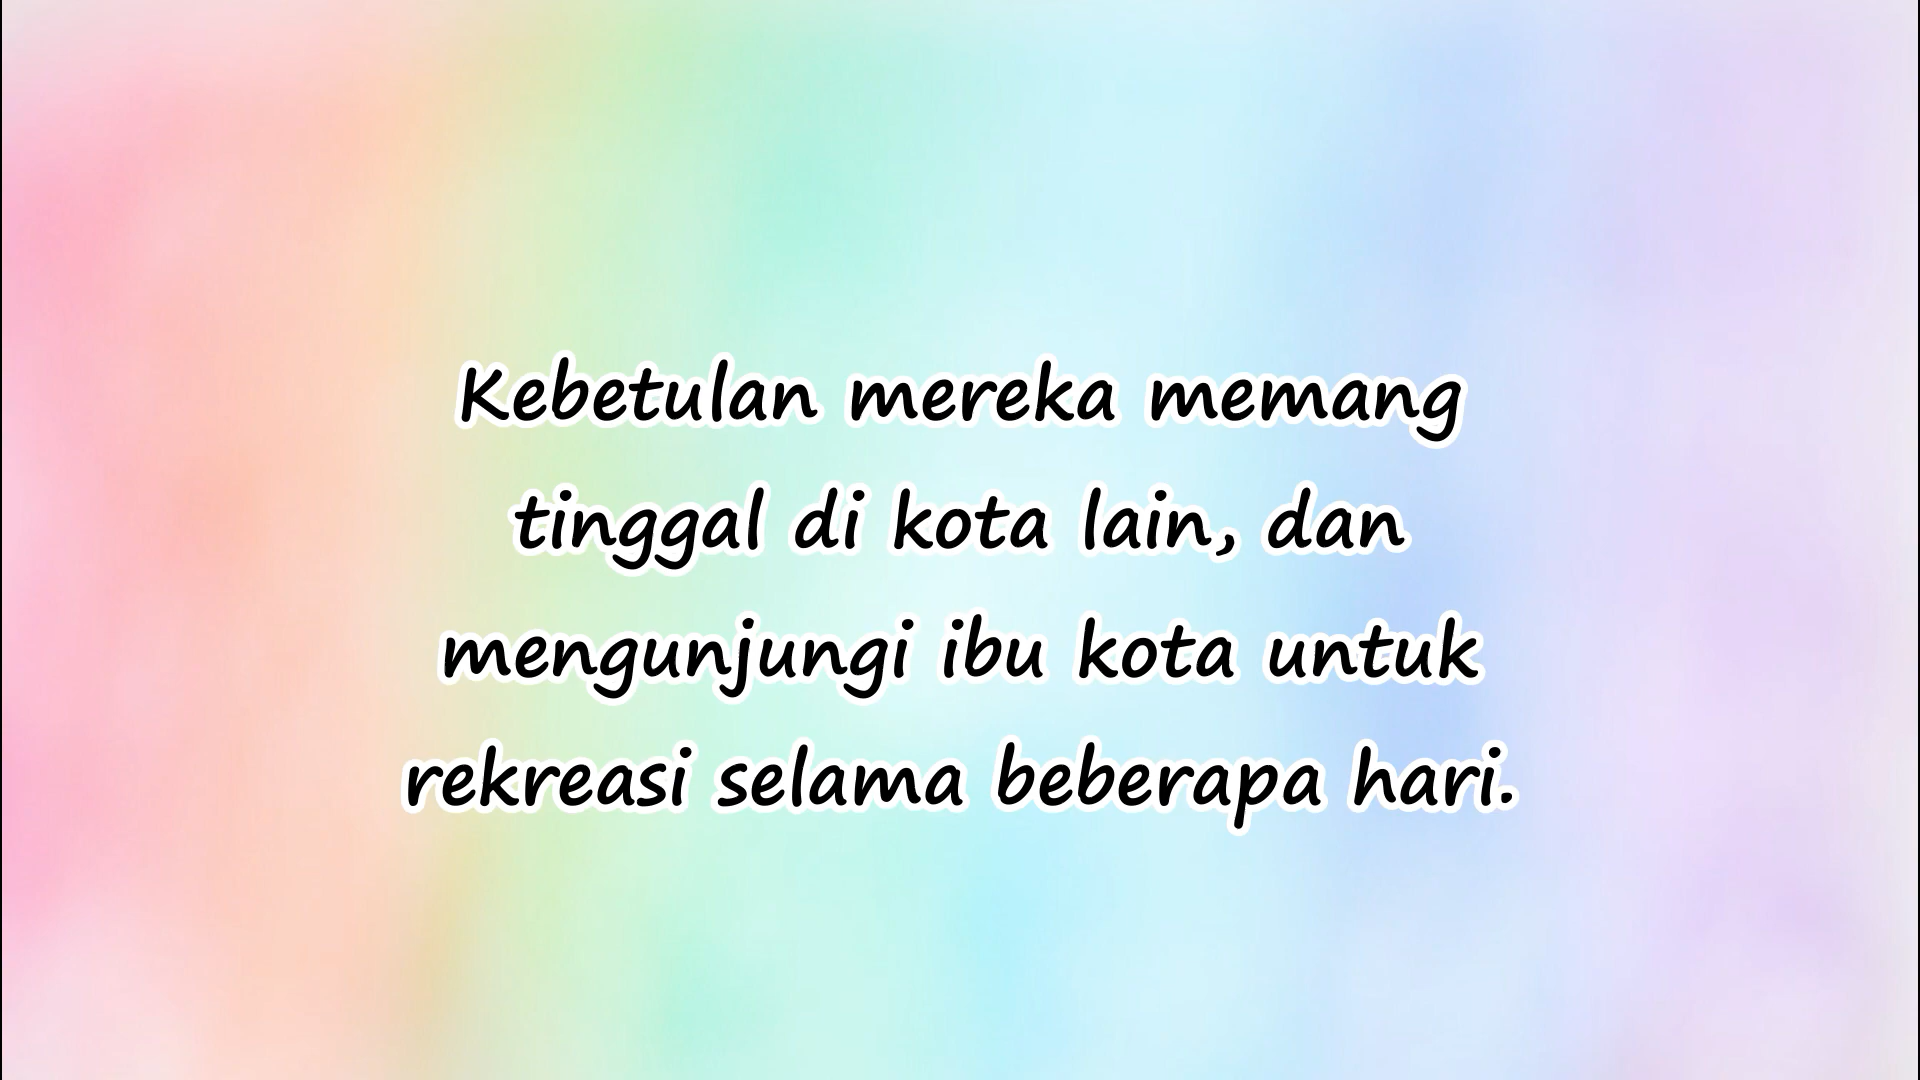 Kebetulan mereka memang
tinggal di kota lain, dan
mengunjungi ibu kota untuk
rekreasi selama beberapa hari.